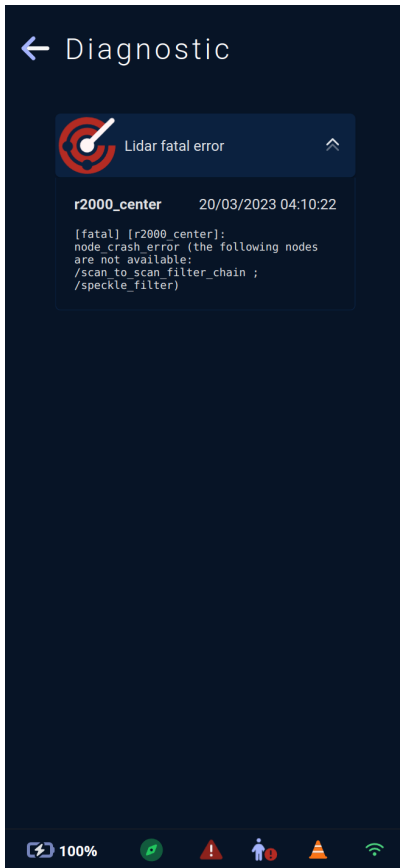 Diagnostic
Lidar fatal error
r2000_center 20/03/2023 04:10:22
[fatal] [r2000_center]:
node_crash_error (the following nodes
are not available:
/scan_to_scan_filter_chain ;
/speckle_filter)
100%